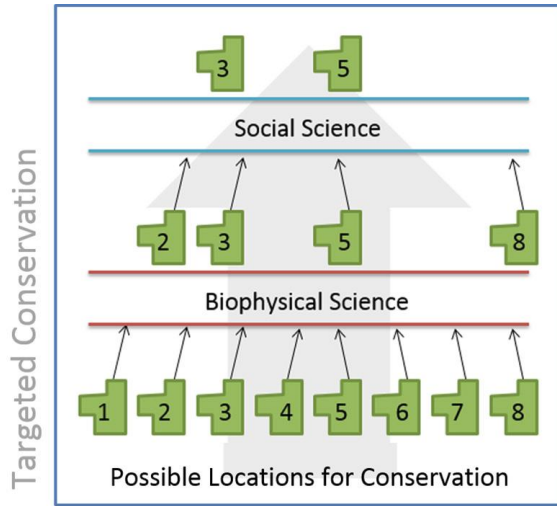 Targeted Conservation
3 5
Social Science
2 3 5 8
Biophysical Science
1 2 3 4 5 6 7 8
Possible Locations for Conservation